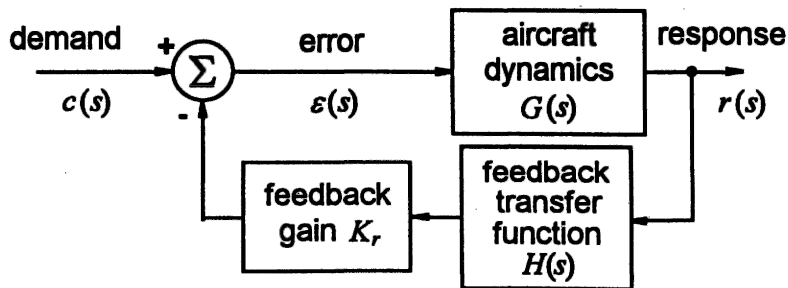 demand
+
error
aircraft
dynamics
G(s)
response
Σ
c(s)
-
ε(s)
r(s)
feedback
gain K_r
feedback
transfer
function
H(s)